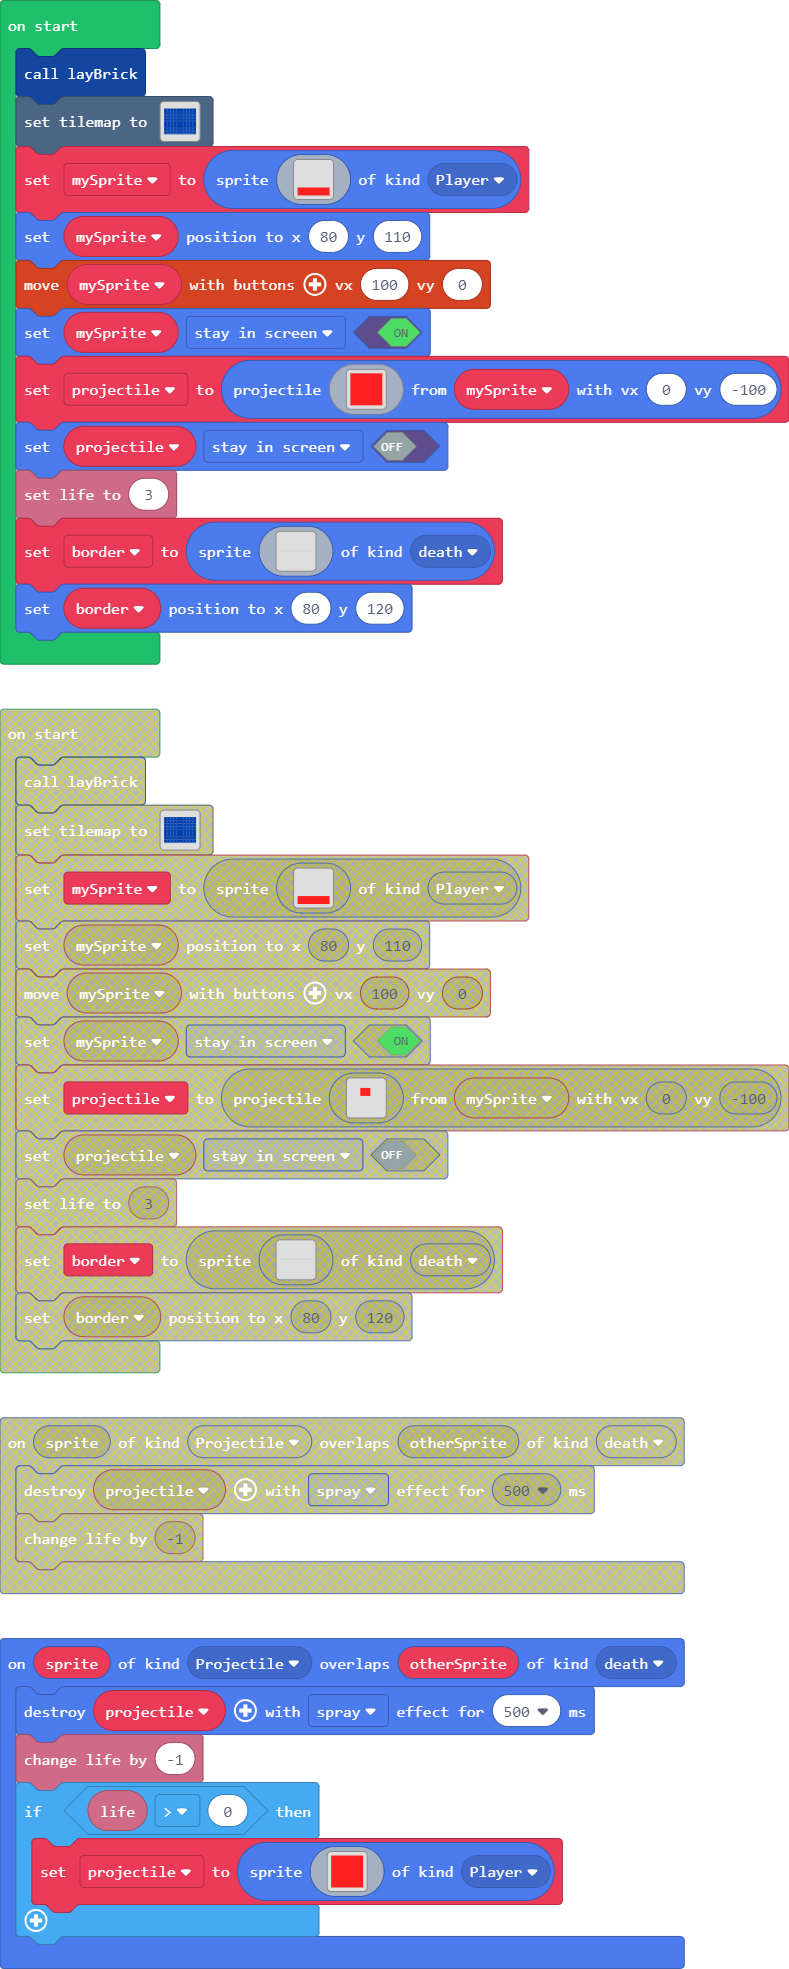 on start
call layBrick
set tilemap to
set mySprite to sprite of kind Player
set mySprite position to x 80 y 110
move mySprite with buttons vx 100 vy 0
set mySprite stay in screen ON
set projectile to projectile from mySprite with vx 0 vy -100
set projectile stay in screen OFF
set life to 3
set border to sprite of kind death
set border position to x 80 y 120
on start
call layBrick
set tilemap to
set mySprite to sprite of kind Player
set mySprite position to x 80 y 110
move mySprite with buttons vx 100 vy 0
set mySprite stay in screen ON
set projectile to projectile from mySprite with vx 0 vy -100
set projectile stay in screen OFF
set life to 3
set border to sprite of kind death
set border position to x 80 y 120
on sprite of kind Projectile overlaps otherSprite of kind death
destroy projectile with spray effect for 500 ms
change life by -1
on sprite of kind Projectile overlaps otherSprite of kind death
destroy projectile with spray effect for 500 ms
change life by -1
if life > 0 then
set projectile to sprite of kind Player